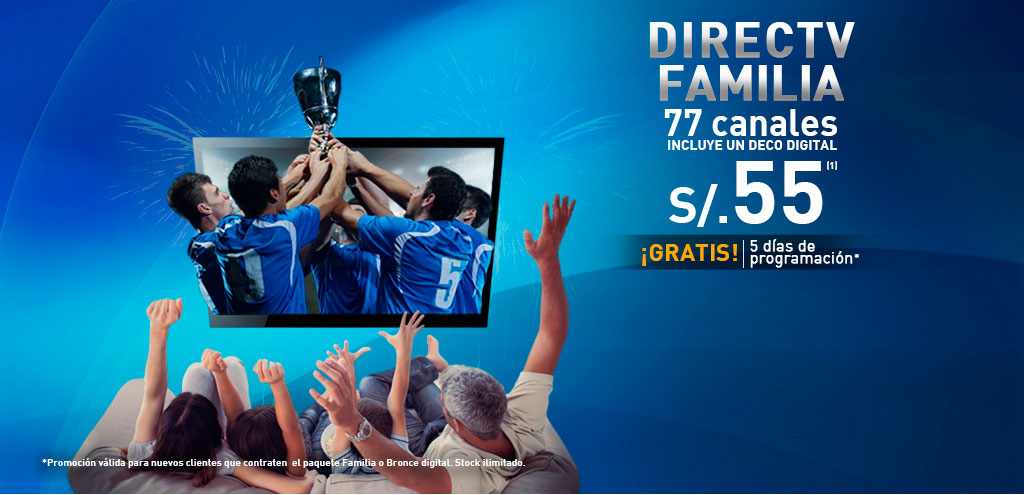 DIRECTV
FAMILIA
77 canales
INCLUYE UN DECO DIGITAL
S/.55 (1)
¡GRATIS! 5 días de
programación*
5
*Promoción válida para nuevos clientes que contraten el paquete Familia o Bronce digital. Stock ilimitado.